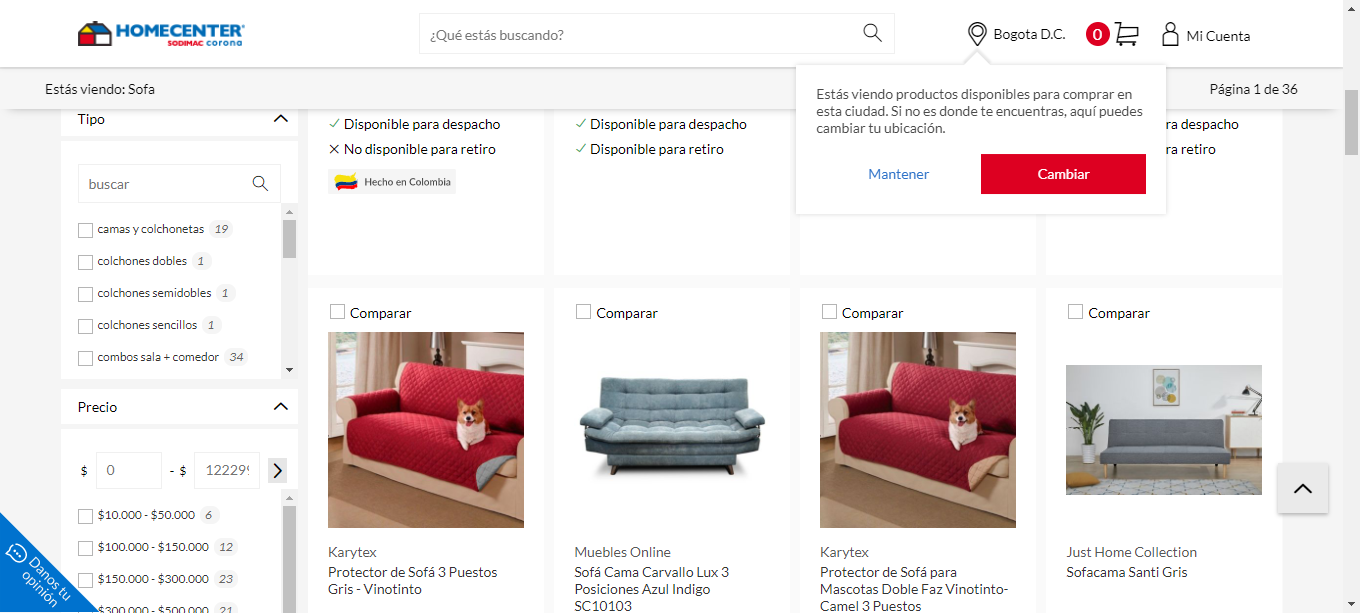 HOMECENTER
SODIMAC corona
¿Qué estás buscando?
Bogota D.C.
0
Mi Cuenta
Estás viendo: Sofa
Página 1 de 36
Estás viendo productos disponibles para comprar en
esta ciudad. Si no es donde te encuentras, aquí puedes
cambiar tu ubicación.
Mantener
Cambiar
Tipo
buscar
camas y colchonetas 19
colchones dobles 1
colchones semidobles 1
colchones sencillos 1
combos sala + comedor 34
Precio
$ 0 - $ 12229
$10.000 - $50.000 6
$100.000 - $150.000 12
$150.000 - $300.000 23
$300.000 - $500.000 21
Danos tu
opinión
Disponible para despacho
No disponible para retiro
Hecho en Colombia
Disponible para despacho
Disponible para retiro
para despacho
ra retiro
Comparar
Karytex
Protector de Sofá 3 Puestos
Gris - Vinotinto
Comparar
Muebles Online
Sofá Cama Carvallo Lux 3
Posiciones Azul Indigo
SC10103
Comparar
Karytex
Protector de Sofá para
Mascotas Doble Faz Vinotinto-
Camel 3 Puestos
Comparar
Just Home Collection
Sofacama Santi Gris